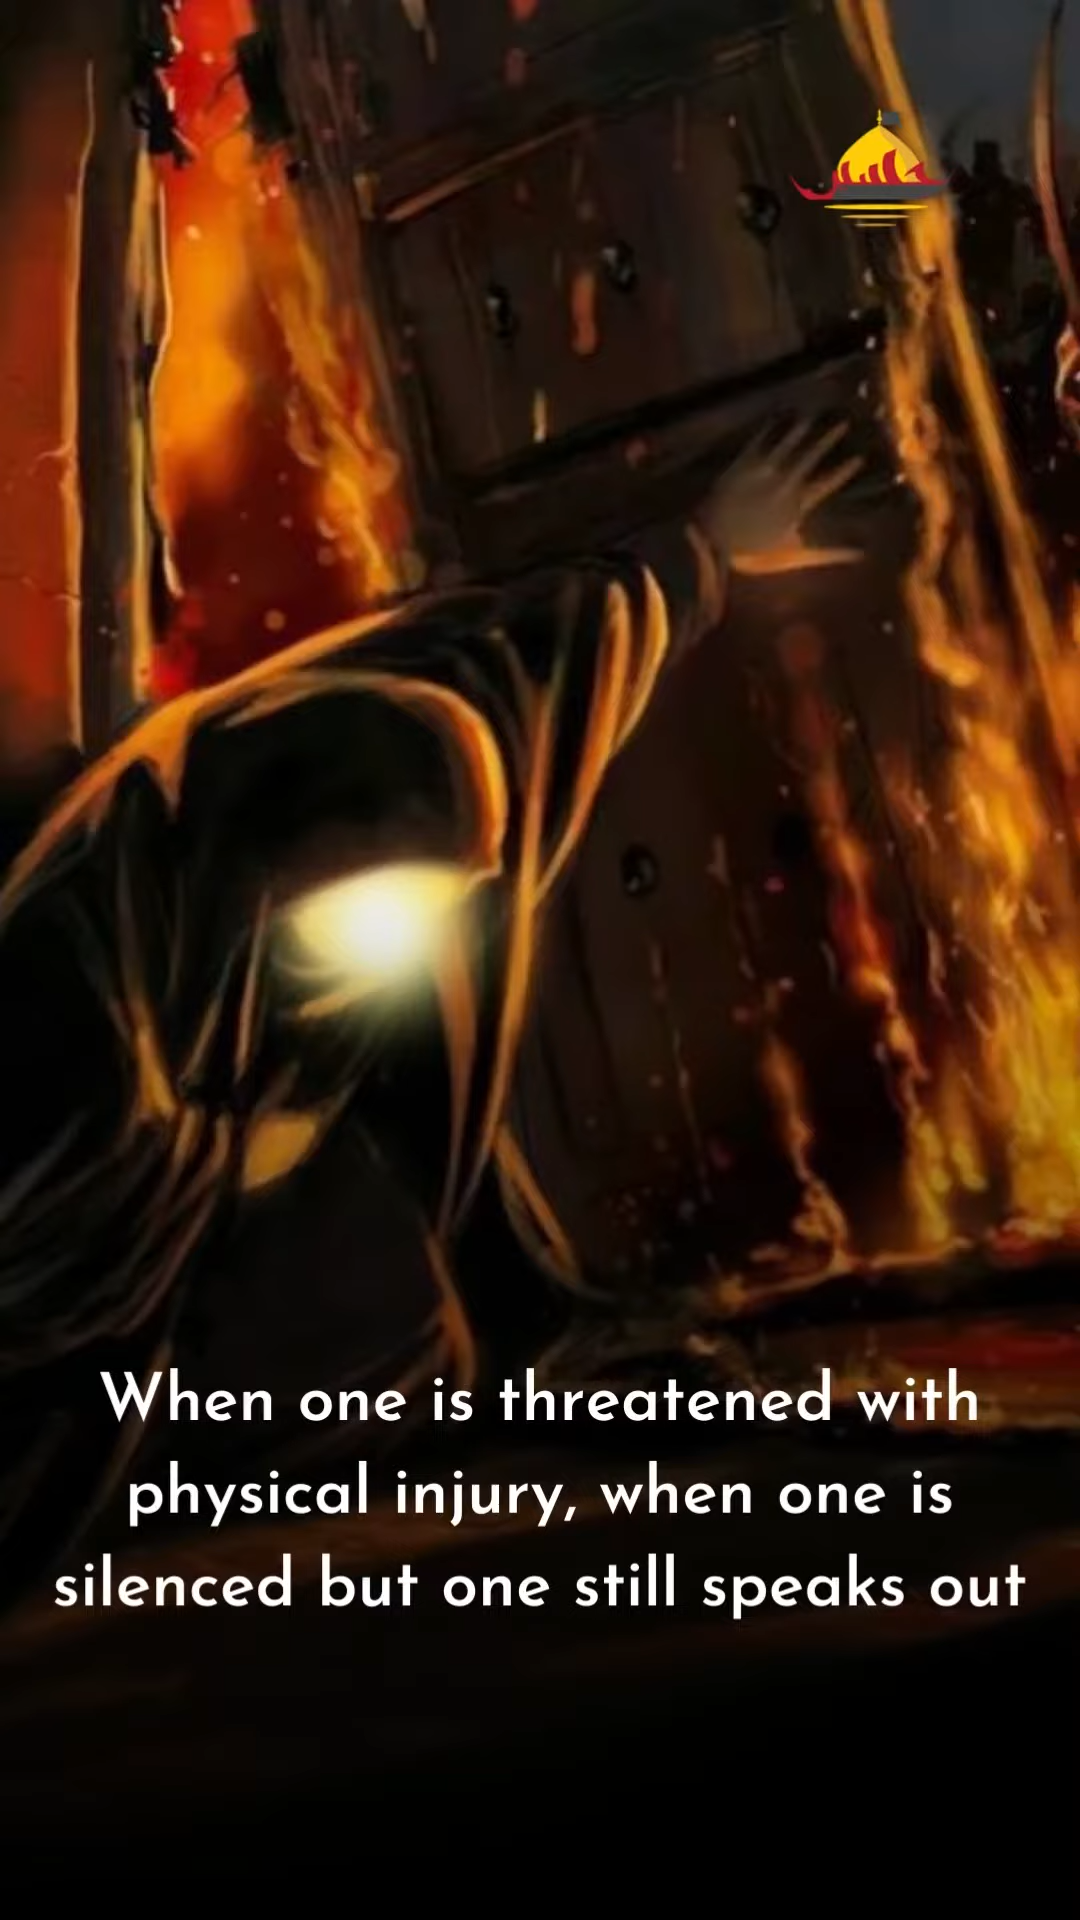 When one is threatened with
physical injury, when one is
silenced but one still speaks out